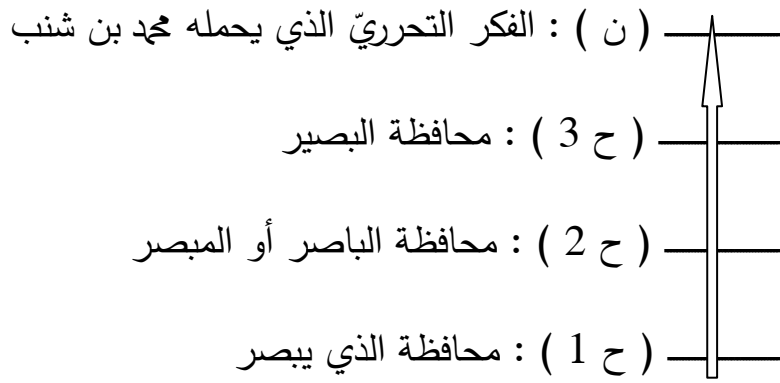 ( ن ) : الفكر التحرريّ الذي يحمله محمد بن شنب
( ح 3 ) : محافظة البصير
( ح 2 ) : محافظة الباصر أو المبصر
( ح 1 ) : محافظة الذي يبصر